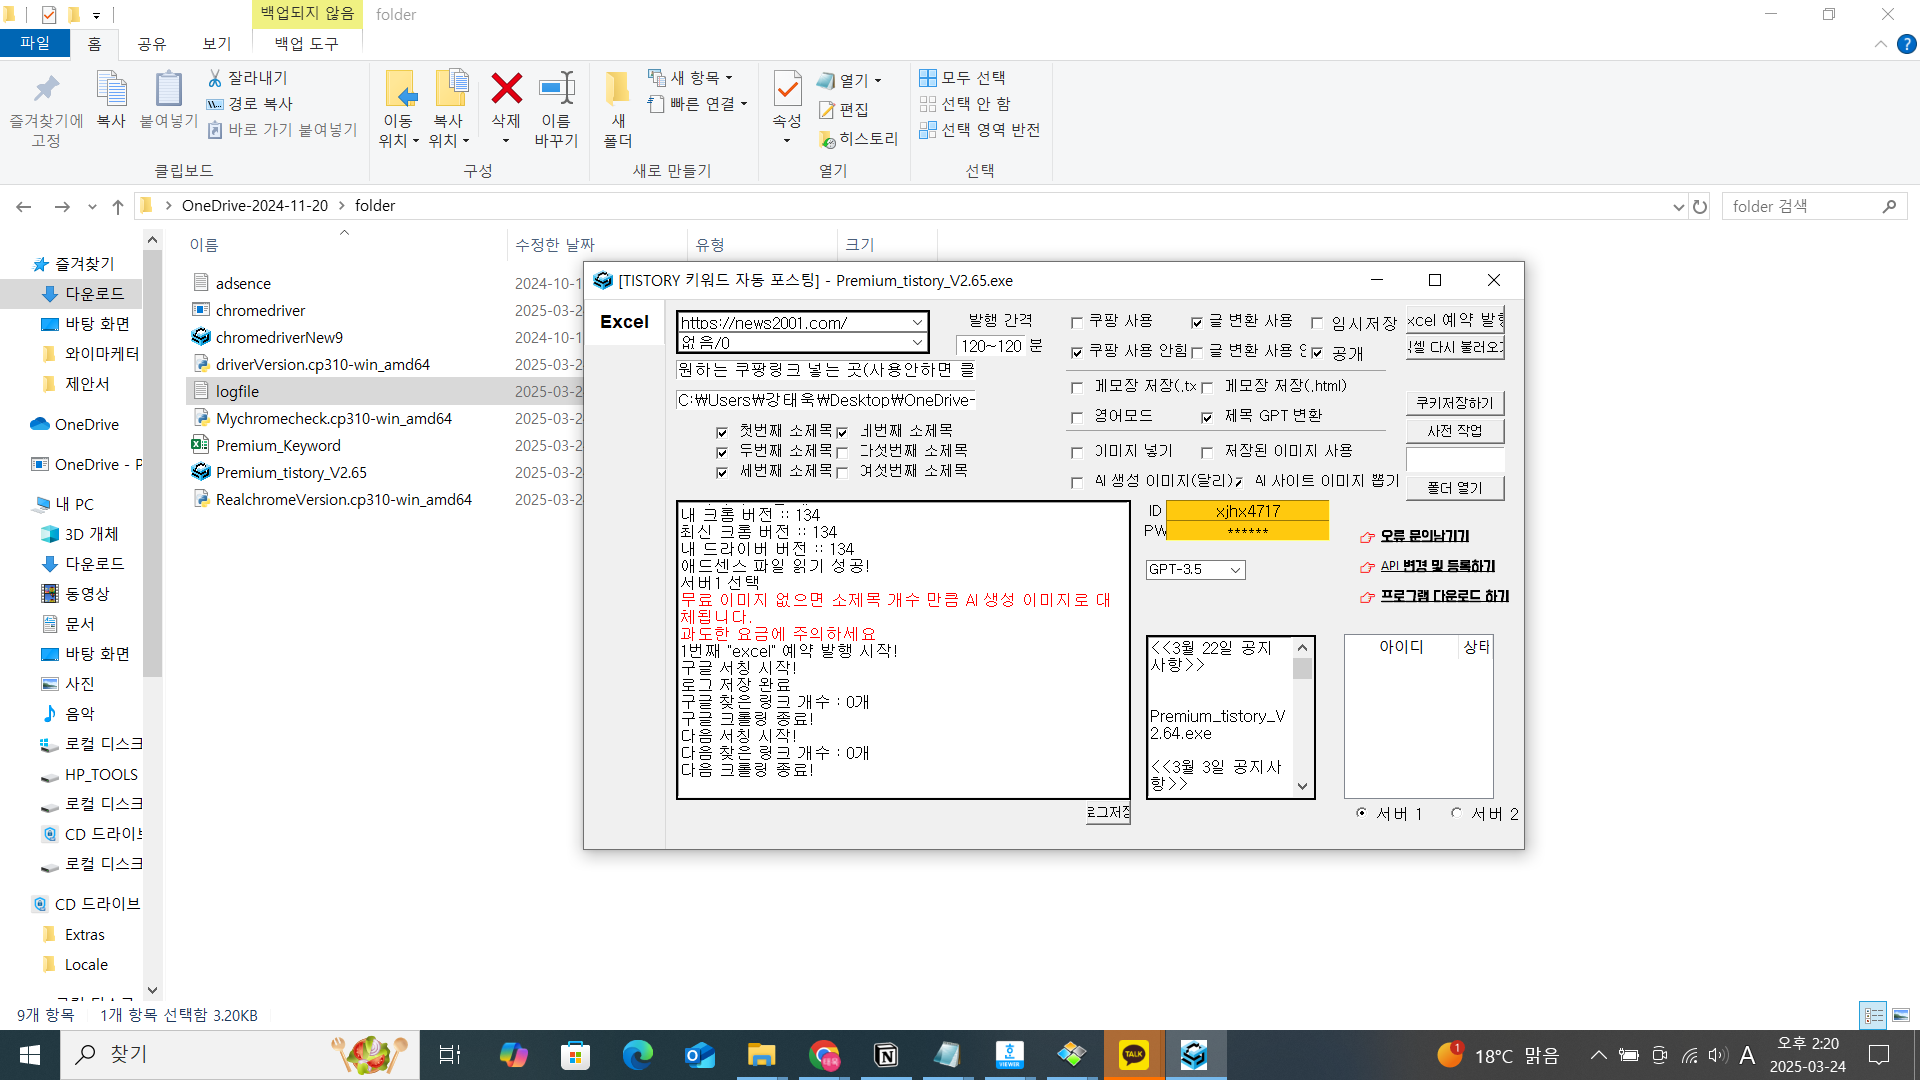 백업되지 않음
folder
파일
홈
공유
보기
백업 도구
즐겨찾기에
고정
복사
붙여넣기
잘라내기
경로 복사
바로 가기 붙여넣기
클립보드
이동
위치
복사
위치
삭제
이름
바꾸기
구성
새
폴더
새 항목
빠른 연결
새로 만들기
속성
열기
편집
히스토리
열기
모두 선택
선택 안 함
선택 영역 반전
선택
OneDrive-2024-11-20
folder
folder 검색
즐겨찾기
다운로드
바탕 화면
와이마케터
제안서
OneDrive
OneDrive - P
내 PC
3D 개체
다운로드
동영상
문서
바탕 화면
사진
음악
로컬 디스크
HP_TOOLS
로컬 디스크
CD 드라이브
로컬 디스크
CD 드라이브
Extras
Locale
이름
수정한 날짜
유형
크기
adsence
2024-10-1
chromedriver
2025-03-2
chromedriverNew9
2024-10-1
driverVersion.cp310-win_amd64
2025-03-2
logfile
2025-03-2
Mychromecheck.cp310-win_amd64
2025-03-2
Premium_Keyword
2025-03-2
Premium_tistory_V2.65
2025-03-2
RealchromeVersion.cp310-win_amd64
2025-03-2
[TISTORY 키워드 자동 포스팅] - Premium_tistory_V2.65.exe
Excel
https://news2001.com/
없음/0
발행 간격
120~120 분
원하는 쿠팡링크 넣는 곳(사용안하면 클
C:₩Users₩강태욱₩Desktop₩OneDrive-
첫번째 소제목
네번째 소제목
두번째 소제목
다섯번째 소제목
세번째 소제목
여섯번째 소제목
쿠팡 사용
글 변환 사용
임시저장
쿠팡 사용 안함
글 변환 사용
공개
메모장 저장(.tx
메모장 저장(.html)
영어모드
제목 GPT 변환
이미지 넣기
저장된 이미지 사용
AI 생성 이미지(달리)
AI 사이트 이미지 뽑기
xcel 예약 발행
엑셀 다시 불러오기
쿠키저장하기
사전 작업
폴더 열기
내 크롬 버전 :: 134
최신 크롬 버전 :: 134
내 드라이버 버전 :: 134
애드센스 파일 읽기 성공!
서버1 선택
무료 이미지 없으면 소제목 개수 만큼 AI 생성 이미지로 대
체됩니다.
과도한 요금에 주의하세요
1번째 "excel" 예약 발행 시작!
구글 서칭 시작!
로그 저장 완료
구글 찾은 링크 개수 : 0개
구글 크롤링 종료!
다음 서칭 시작!
다음 찾은 링크 개수 : 0개
다음 크롤링 종료!
로그저장
ID
xjhx4717
PW
******
GPT-3.5
오류 문의남기기
API 변경 및 등록하기
프로그램 다운로드 하기
<<3월 22일 공지
사항>>
Premium_tistory_V
2.64.exe
<<3월 3일 공지사
항>>
아이디
상태
서버 1
서버 2
9개 항목
1개 항목 선택함 3.20KB
찾기
1
18°C 맑음
A
오후 2:20
2025-03-24